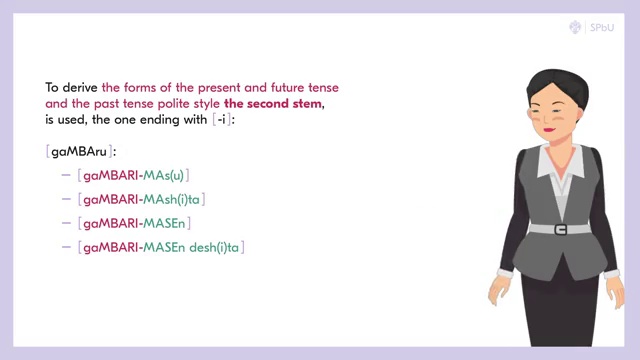 SPbU
To derive the forms of the present and future tense
and the past tense polite style the second stem,
is used, the one ending with [-i]:
[gaMBAru]:
– [gaMBARI-MAs(u)]
– [gaMBARI-MAsh(i)ta]
– [gaMBARI-MASEn]
– [gaMBARI-MASEn desh(i)ta]